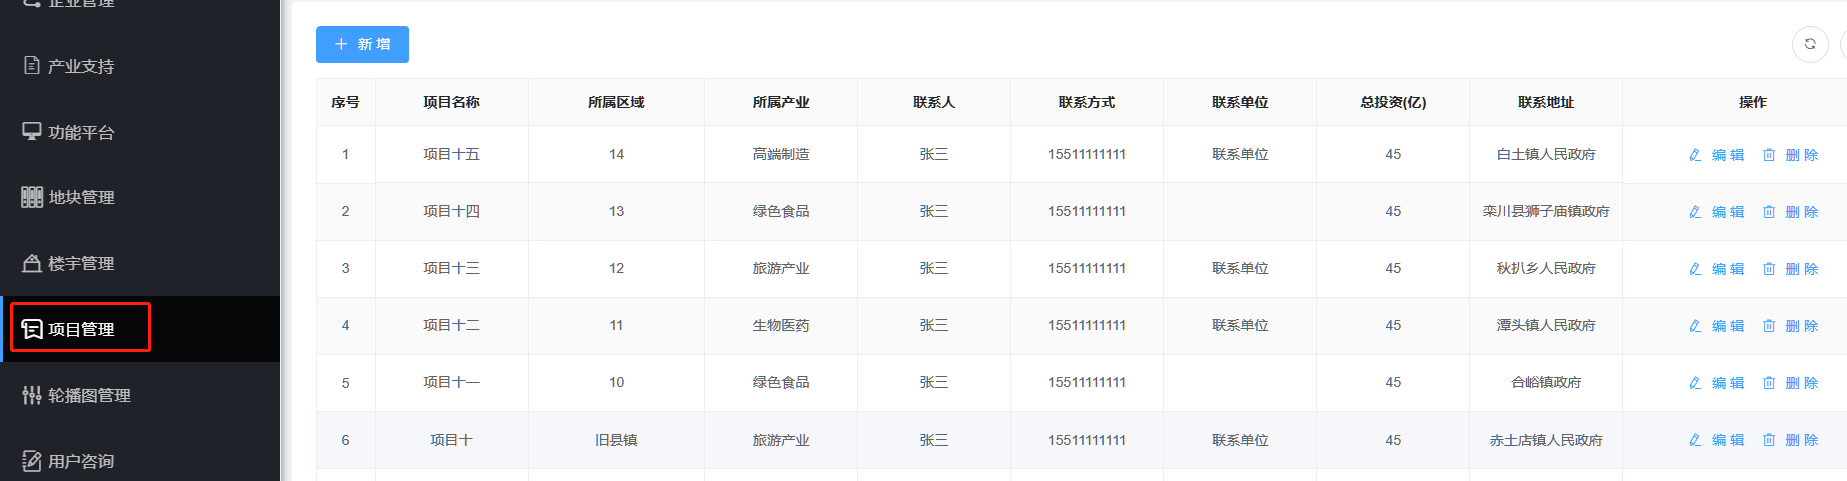 企业管理
产业支持
功能平台
地块管理
楼宇管理
项目管理
轮播图管理
用户咨询
新增
序号 项目名称 所属区域 所属产业 联系人 联系方式 联系单位 总投资(亿) 联系地址 操作
1 项目十五 14 高端制造 张三 15511111111 联系单位 45 白土镇人民政府 编辑 删除
2 项目十四 13 绿色食品 张三 15511111111 45 栾川县狮子庙镇政府 编辑 删除
3 项目十三 12 旅游产业 张三 15511111111 联系单位 45 秋扒乡人民政府 编辑 删除
4 项目十二 11 生物医药 张三 15511111111 联系单位 45 潭头镇人民政府 编辑 删除
5 项目十一 10 绿色食品 张三 15511111111 45 合峪镇政府 编辑 删除
6 项目十 旧县镇 旅游产业 张三 15511111111 联系单位 45 赤土店镇人民政府 编辑 删除